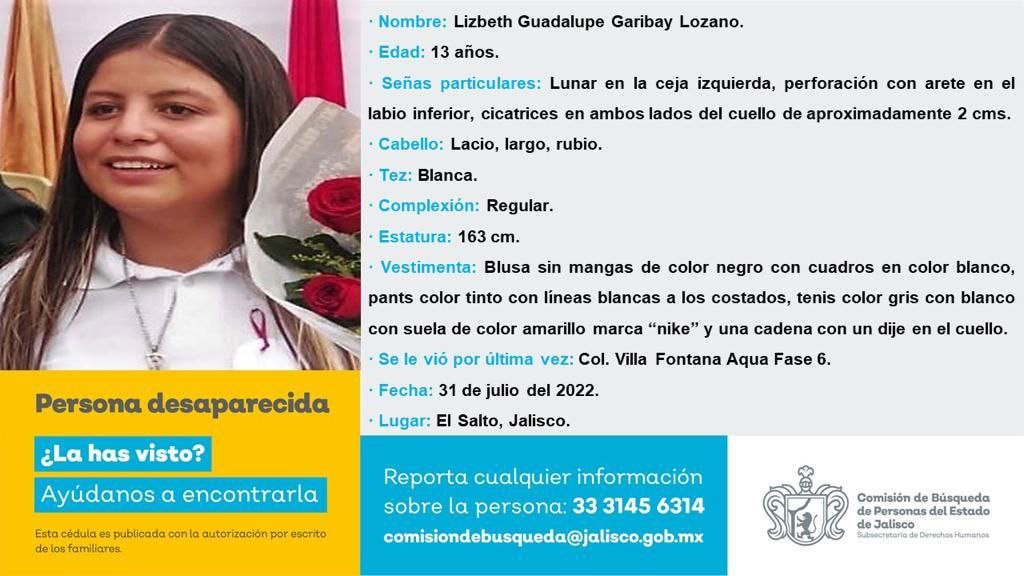 · Nombre: Lizbeth Guadalupe Garibay Lozano.
· Edad: 13 años.
· Señas particulares: Lunar en la ceja izquierda, perforación con arete en el
labio inferior, cicatrices en ambos lados del cuello de aproximadamente 2 cms.
· Cabello: Lacio, largo, rubio.
· Tez: Blanca.
· Complexión: Regular.
· Estatura: 163 cm.
· Vestimenta: Blusa sin mangas de color negro con cuadros en color blanco,
pants color tinto con líneas blancas a los costados, tenis color gris con blanco
con suela de color amarillo marca “nike” y una cadena con un dije en el cuello.
· Se le vió por última vez: Col. Villa Fontana Aqua Fase 6.
· Fecha: 31 de julio del 2022.
· Lugar: El Salto, Jalisco.
Persona desaparecida
¿La has visto?
Ayúdanos a encontrarla
Esta cédula es publicada con la autorización por escrito
de los familiares.
Reporta cualquier información
sobre la persona: 33 3145 6314
comisiondebusqueda@jalisco.gob.mx
Comisión de Búsqueda
de Personas del Estado
de Jalisco
Subsecretaría de Derechos Humanos